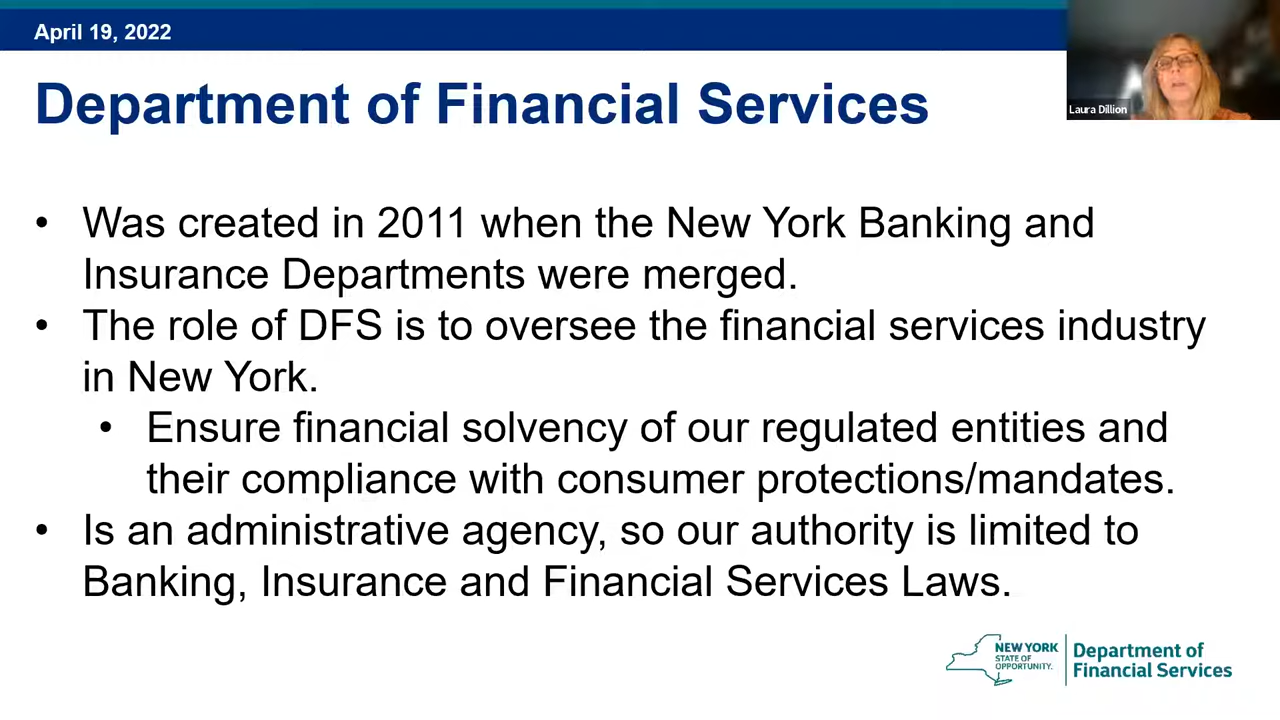 April 19, 2022
Laura Dillion
Department of Financial Services
• Was created in 2011 when the New York Banking and
Insurance Departments were merged.
• The role of DFS is to oversee the financial services industry
in New York.
• Ensure financial solvency of our regulated entities and
their compliance with consumer protections/mandates.
• Is an administrative agency, so our authority is limited to
Banking, Insurance and Financial Services Laws.
NEW YORK
STATE OF
OPPORTUNITY.
Department of
Financial Services